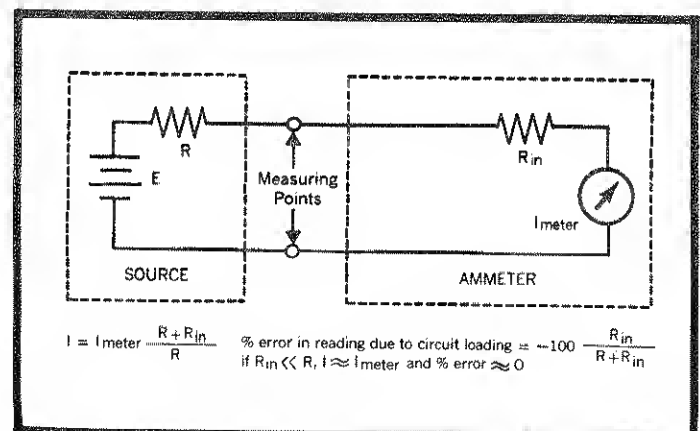 R
E
Measuring
Points
Rin
Imeter
SOURCE
AMMETER
I = Imeter (R + Rin) / R
% error in reading due to circuit loading = -100 Rin / (R + Rin)
if Rin << R, I ≈ Imeter and % error ≈ 0